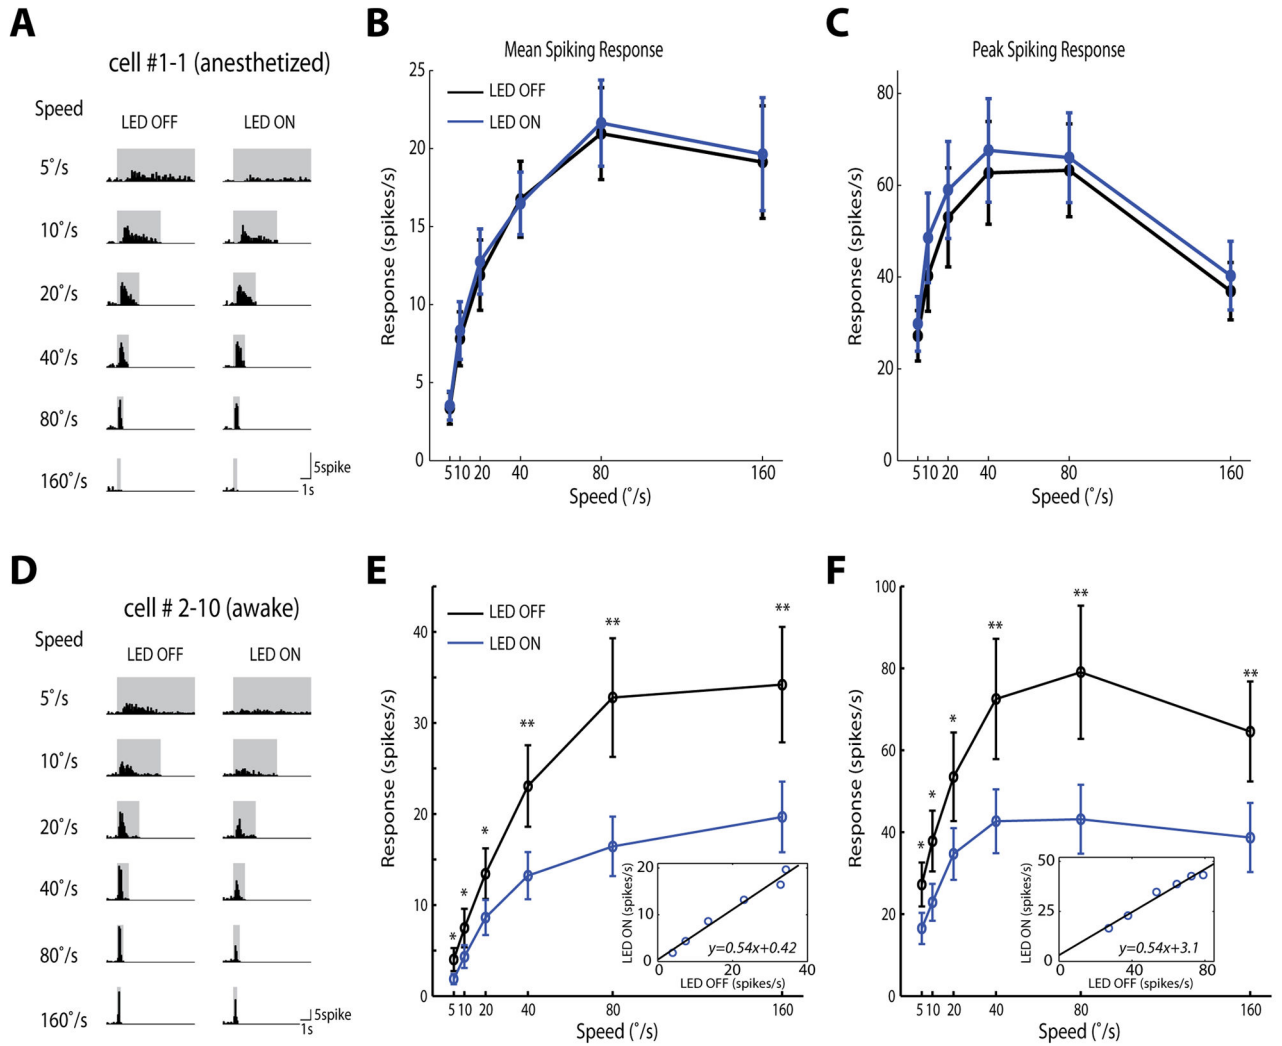 A
cell #1-1 (anesthetized)
Speed
LED OFF
LED ON
5˚/s
10˚/s
20˚/s
40˚/s
80˚/s
160˚/s
5spike
1s
B
Mean Spiking Response
LED OFF
LED ON
Response (spikes/s)
25
20
15
10
5
0
5 10 20 40 80 160
Speed (˚/s)
C
Peak Spiking Response
Response (spikes/s)
80
60
40
20
0
5 10 20 40 80 160
Speed (˚/s)
D
cell # 2-10 (awake)
Speed
LED OFF
LED ON
5˚/s
10˚/s
20˚/s
40˚/s
80˚/s
160˚/s
5spike
1s
E
LED OFF
LED ON
Response (spikes/s)
40
30
20
10
0
* * * ** ** **
5 10 20 40 80 160
Speed (˚/s)
LED ON (spikes/s)
20
10
0
y=0.54x+0.42
0 20 40
LED OFF (spikes/s)
F
Response (spikes/s)
100
80
60
40
20
0
* * * ** ** **
5 10 20 40 80 160
Speed (˚/s)
LED ON (spikes/s)
50
25
0
y=0.54x+3.1
0 40 80
LED OFF (spikes/s)